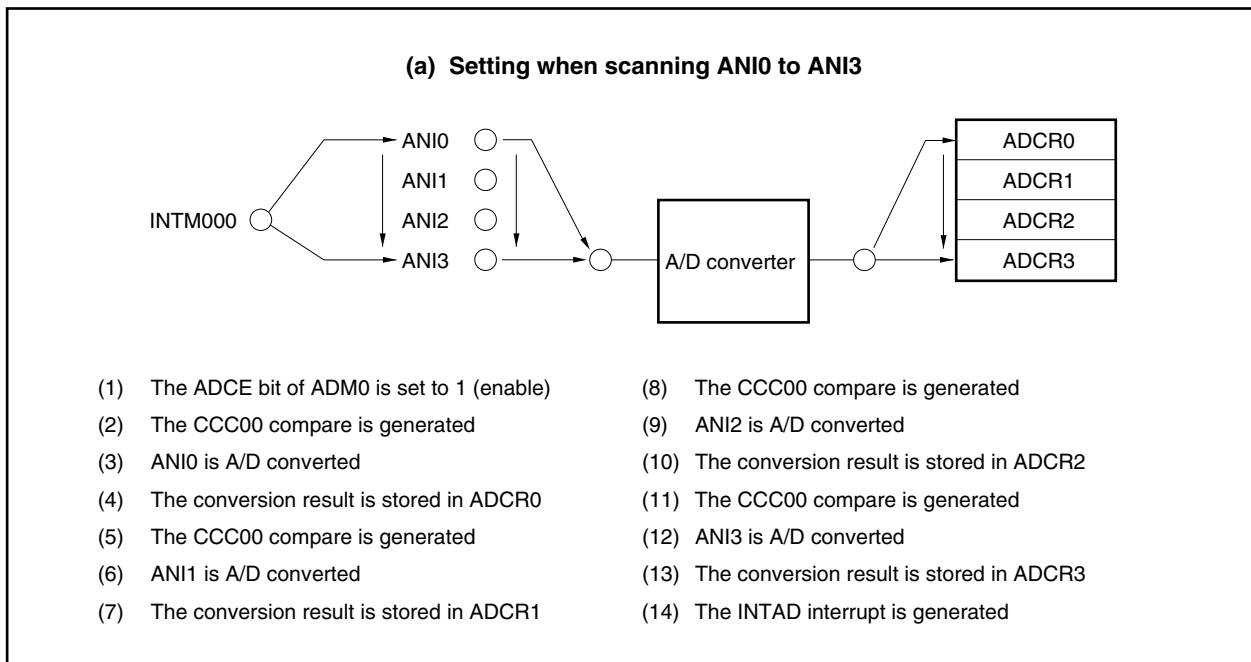 (a) Setting when scanning ANI0 to ANI3
ANI0
ADCR0
ANI1
ADCR1
INTM000
ANI2
ADCR2
ANI3
A/D converter
ADCR3
(1) The ADCE bit of ADM0 is set to 1 (enable)
(2) The CCC00 compare is generated
(3) ANI0 is A/D converted
(4) The conversion result is stored in ADCR0
(5) The CCC00 compare is generated
(6) ANI1 is A/D converted
(7) The conversion result is stored in ADCR1
(8) The CCC00 compare is generated
(9) ANI2 is A/D converted
(10) The conversion result is stored in ADCR2
(11) The CCC00 compare is generated
(12) ANI3 is A/D converted
(13) The conversion result is stored in ADCR3
(14) The INTAD interrupt is generated